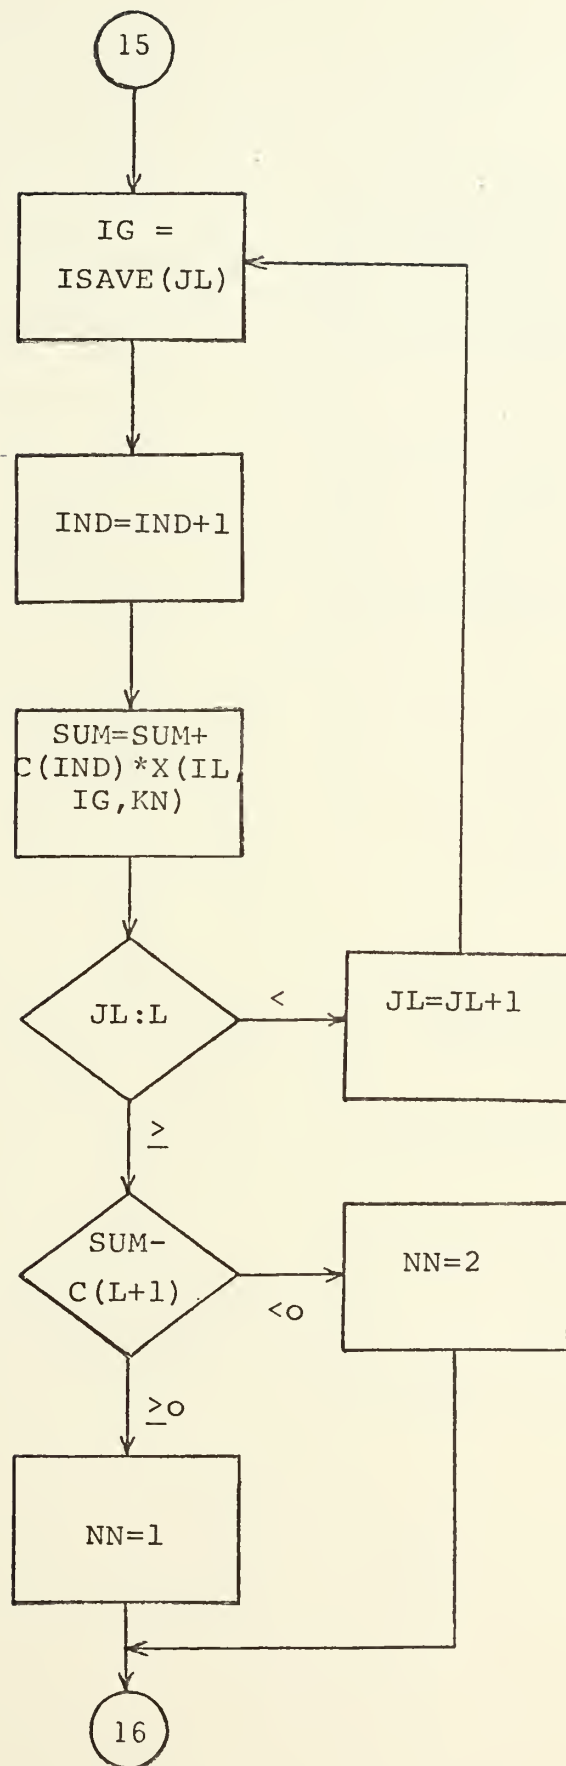 15
IG =
ISAVE(JL)
IND=IND+1
SUM=SUM+
C(IND)*X(IL,
IG,KN)
JL:L
<
JL=JL+1
≥
SUM-
C(L+1)
<o
NN=2
≥o
NN=1
16